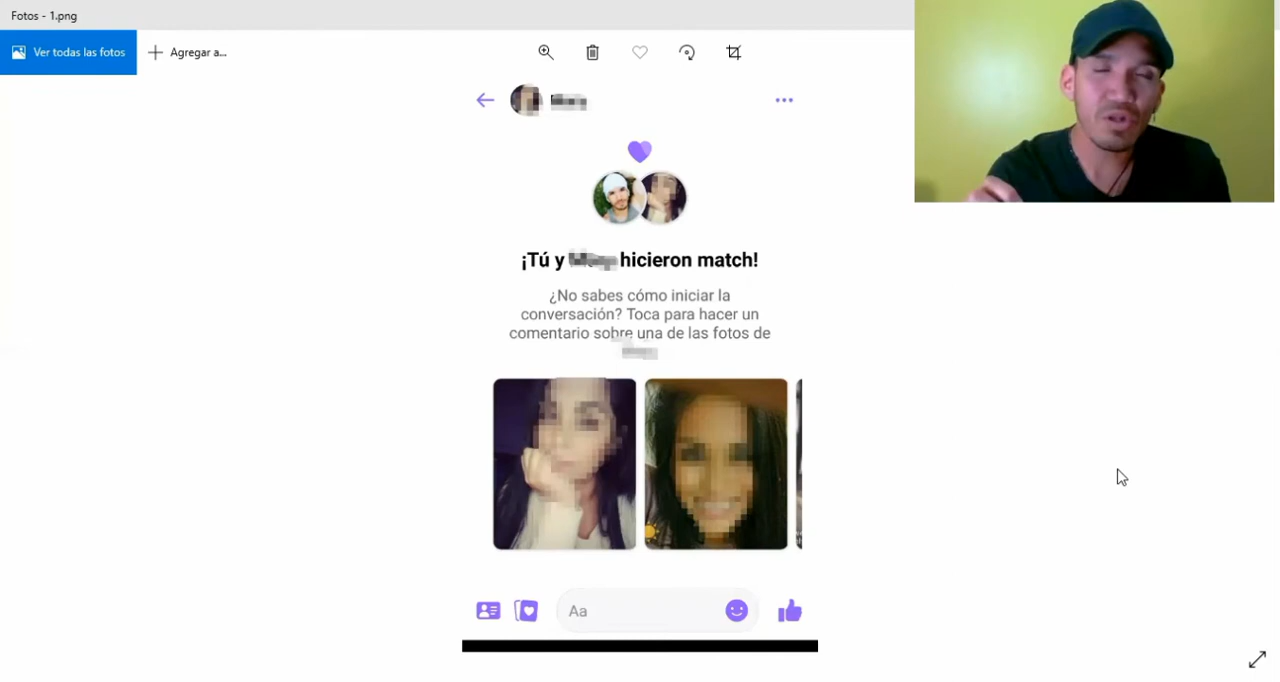 Fotos - 1.png
Ver todas las fotos
Agregar a...
¡Tú y hicieron match!
¿No sabes cómo iniciar la
conversación? Toca para hacer un
comentario sobre una de las fotos de
Aa